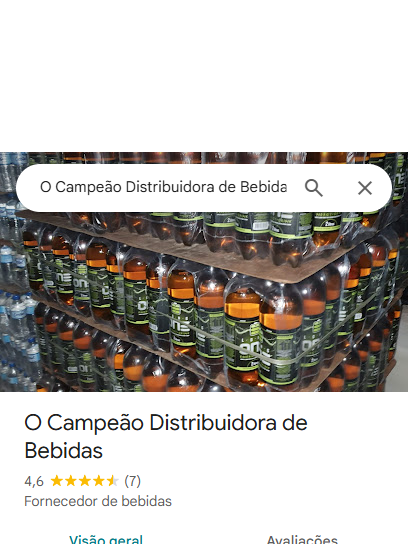 O Campeão Distribuidora de Bebida
O Campeão Distribuidora de
Bebidas
4,6 (7)
Fornecedor de bebidas
Visão geral Avaliações